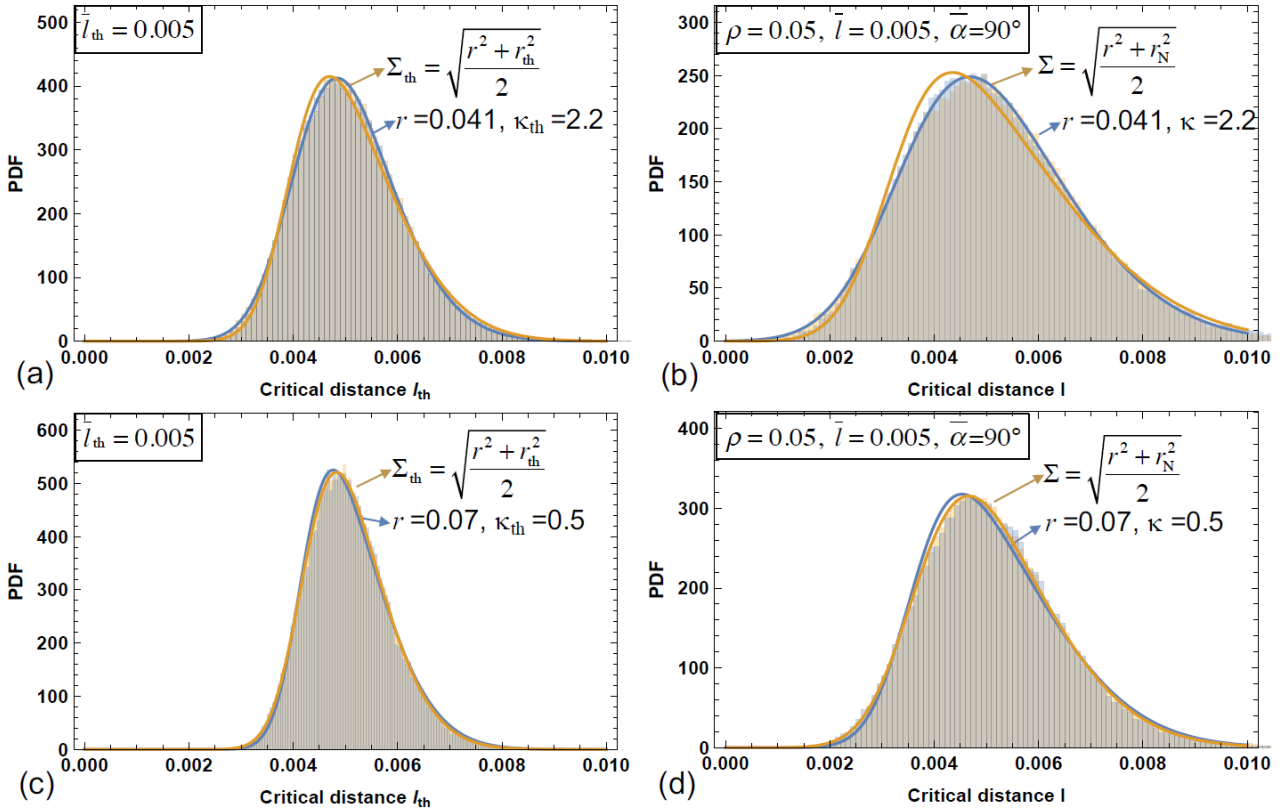 l̄th = 0.005
Σth = √((r² + rth²)/2)
r =0.041, κth =2.2
PDF
500
400
300
200
100
0
0.000 0.002 0.004 0.006 0.008 0.010
(a)
Critical distance lth
ρ = 0.05, l̄ = 0.005, ᾱ=90°
Σ = √((r² + rN²)/2)
r =0.041, κ =2.2
PDF
300
250
200
150
100
50
0
0.000 0.002 0.004 0.006 0.008 0.010
(b)
Critical distance l
l̄th = 0.005
Σth = √((r² + rth²)/2)
r =0.07, κth =0.5
PDF
600
500
400
300
200
100
0
0.000 0.002 0.004 0.006 0.008 0.010
(c)
Critical distance lth
ρ = 0.05, l̄ = 0.005, ᾱ=90°
Σ = √((r² + rN²)/2)
r =0.07, κ =0.5
PDF
400
300
200
100
0
0.000 0.002 0.004 0.006 0.008 0.010
(d)
Critical distance l